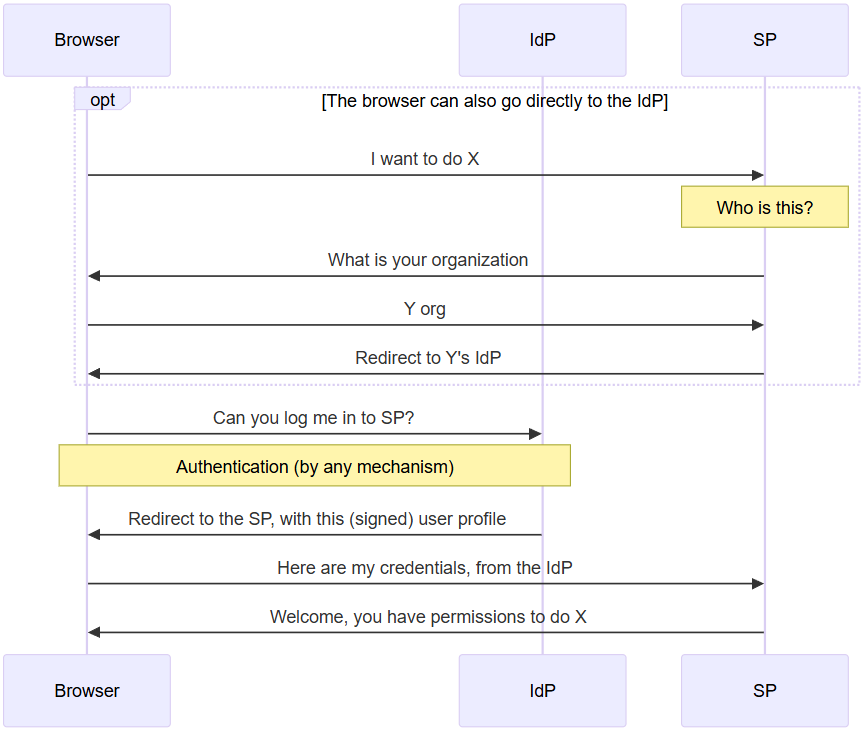 Browser
IdP
SP
opt
[The browser can also go directly to the IdP]
I want to do X
Who is this?
What is your organization
Y org
Redirect to Y's IdP
Can you log me in to SP?
Authentication (by any mechanism)
Redirect to the SP, with this (signed) user profile
Here are my credentials, from the IdP
Welcome, you have permissions to do X
Browser
IdP
SP